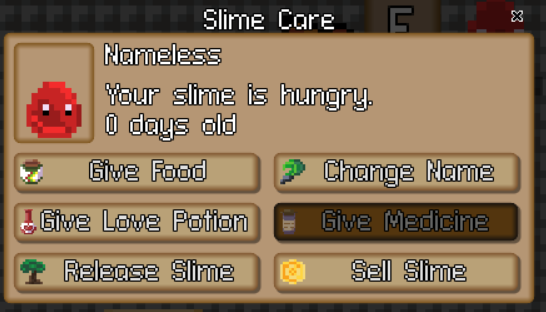 Slime Care
Nameless
Your slime is hungry.
0 days old
Give Food
Change Name
Give Love Potion
Give Medicine
Release Slime
Sell Slime